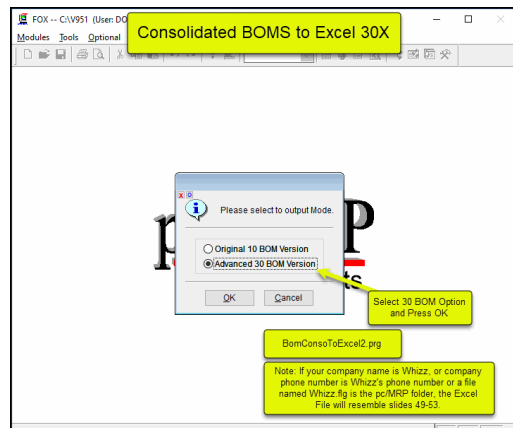 FOX -- C:\V951 (User: DO
Consolidated BOMS to Excel 30X
Modules Tools Optional
Please select to output Mode.
Original 10 BOM Version
Advanced 30 BOM Version
OK Cancel
p P
ts
Select 30 BOM Option
and Press OK
BomConsoToExcel2.prg
Note: If your company name is Whizz, or company
phone number is Whizz's phone number or a file
named Whizz.flg is the pc/MRP folder, the Excel
File will resemble slides 49-53.